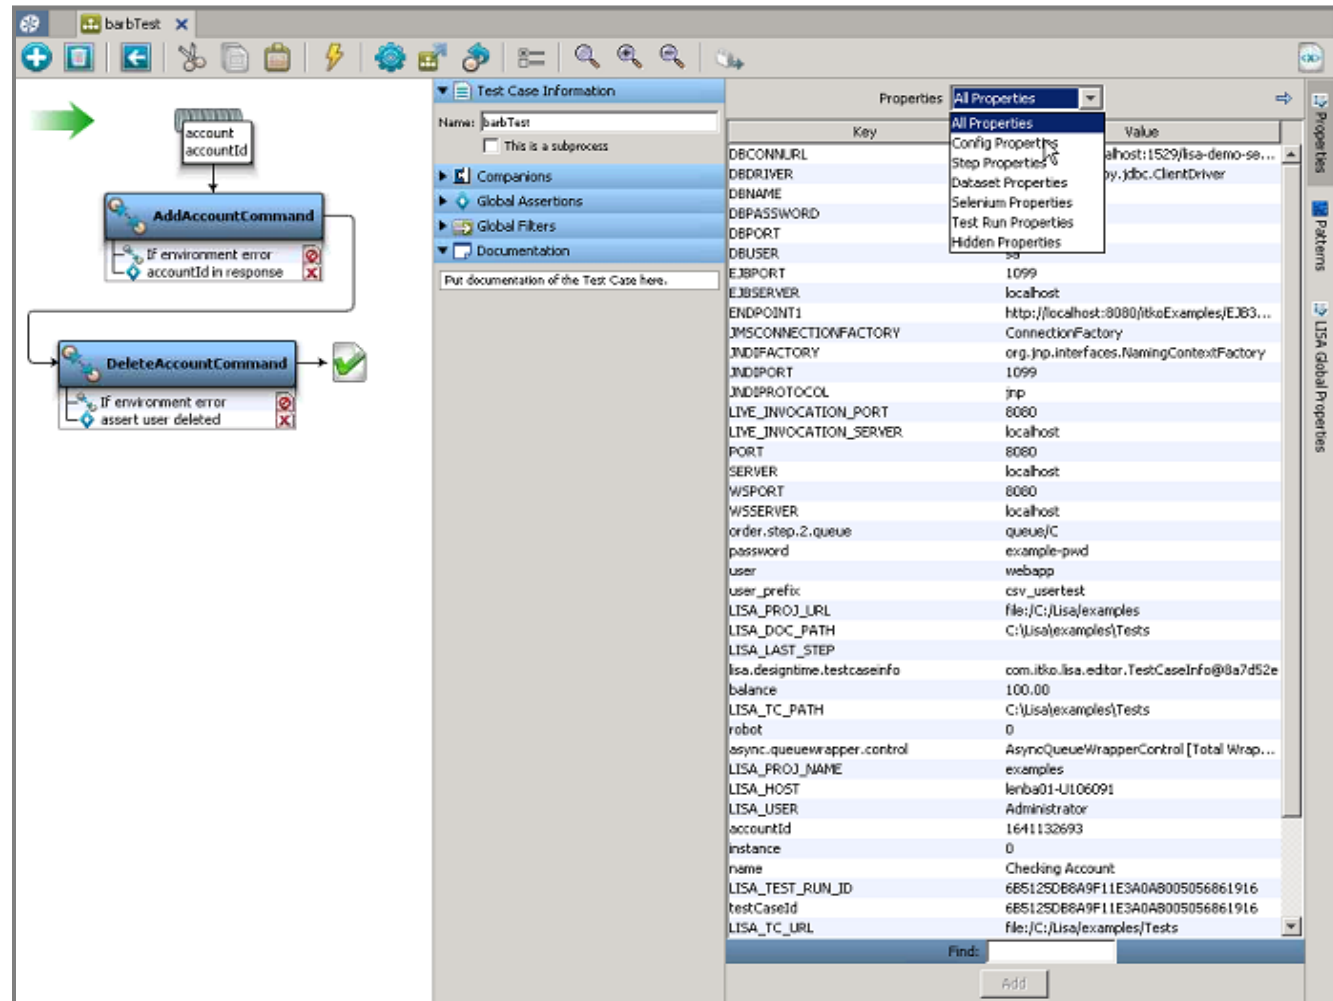 barbTest
account
accountId
AddAccountCommand
If environment error
accountId in response
DeleteAccountCommand
If environment error
assert user deleted
Test Case Information
Name: barbTest
This is a subprocess
Companions
Global Assertions
Global Filters
Documentation
Put documentation of the Test Case here.
Properties All Properties
All Properties
Config Properties
Step Properties
Dataset Properties
Selenium Properties
Test Run Properties
Hidden Properties
Key Value
DBCONNURL alhost:1529/lisa-demo-se...
DBDRIVER by.jdbc.ClientDriver
DBNAME
DBPASSWORD
DBPORT
DBUSER sa
EJBPORT 1099
EJBSERVER localhost
ENDPOINT1 http://localhost:8080/itkoExamples/EJB3...
JMSCONNECTIONFACTORY ConnectionFactory
JNDIFACTORY org.jnp.interfaces.NamingContextFactory
JNDIPORT 1099
JNDIPROTOCOL jnp
LIVE_INVOCATION_PORT 8080
LIVE_INVOCATION_SERVER localhost
PORT 8080
SERVER localhost
WSPORT 8080
WSSERVER localhost
order.step.2.queue queue/C
password example-pwd
user webapp
user_prefix csv_usertest
LISA_PROJ_URL file:/C:/Lisa/examples
LISA_DOC_PATH C:\Lisa\examples\Tests
LISA_LAST_STEP
lisa.designtime.testcaseinfo com.itko.lisa.editor.TestCaseInfo@8a7d52e
balance 100.00
LISA_TC_PATH C:\Lisa\examples\Tests
robot 0
async.queuewrapper.control AsyncQueueWrapperControl [Total Wrap...
LISA_PROJ_NAME examples
LISA_HOST lenba01-U106091
LISA_USER Administrator
accountId 1641132693
instance 0
name Checking Account
LISA_TEST_RUN_ID 6B5125DB8A9F11E3A0AB005056861916
testCaseId 6B5125DB8A9F11E3A0AB005056861916
LISA_TC_URL file:/C:/Lisa/examples/Tests
Find:
Add
Properties
Patterns
LISA Global Properties